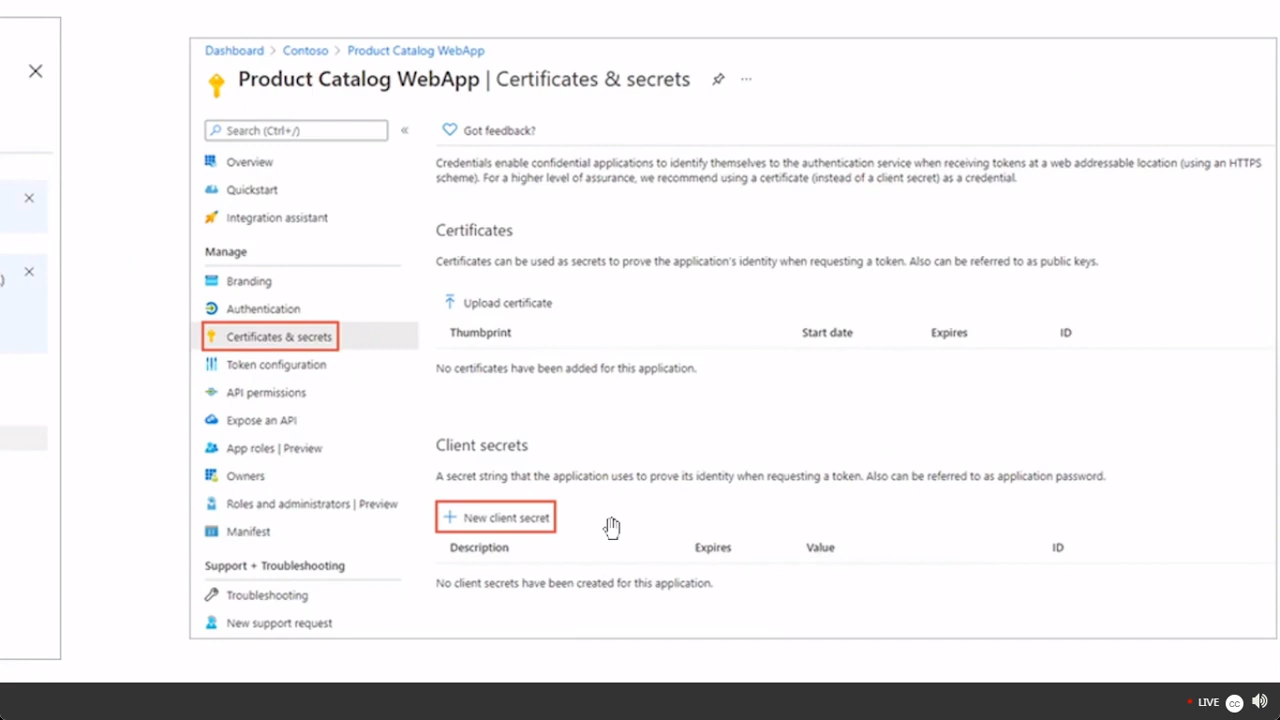 Dashboard > Contoso > Product Catalog WebApp
Product Catalog WebApp | Certificates & secrets
Search (Ctrl+/)
Overview
Quickstart
Integration assistant
Manage
Branding
Authentication
Certificates & secrets
Token configuration
API permissions
Expose an API
App roles | Preview
Owners
Roles and administrators | Preview
Manifest
Support + Troubleshooting
Troubleshooting
New support request
Got feedback?
Credentials enable confidential applications to identify themselves to the authentication service when receiving tokens at a web addressable location (using an HTTPS
scheme). For a higher level of assurance, we recommend using a certificate (instead of a client secret) as a credential.
Certificates
Certificates can be used as secrets to prove the application's identity when requesting a token. Also can be referred to as public keys.
Upload certificate
Thumbprint Start date Expires ID
No certificates have been added for this application.
Client secrets
A secret string that the application uses to prove its identity when requesting a token. Also can be referred to as application password.
+ New client secret
Description Expires Value ID
No client secrets have been created for this application.
)
LIVE CC